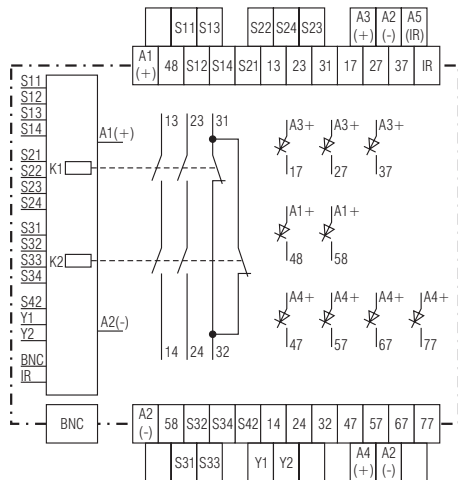 S11 S13 S22 S24 S23 A3 (+) A2 (-) A5 (IR)
A1 (+) 48 S12 S14 S21 13 23 31 17 27 37 IR
S11
S12
S13
S14
A1(+)
S21
K1
S22
S23
S24
S31
S32
K2
S33
S34
S42
Y1
Y2
A2(-)
BNC
IR
13 23 31
14 24 32
A3+ A3+ A3+
17 27 37
A1+ A1+
48 58
A4+ A4+ A4+ A4+
47 57 67 77
BNC
A2 (-) 58 S32 S34 S42 14 24 32 47 57 67 77
S31 S33 Y1 Y2 A4 (+) A2 (-)